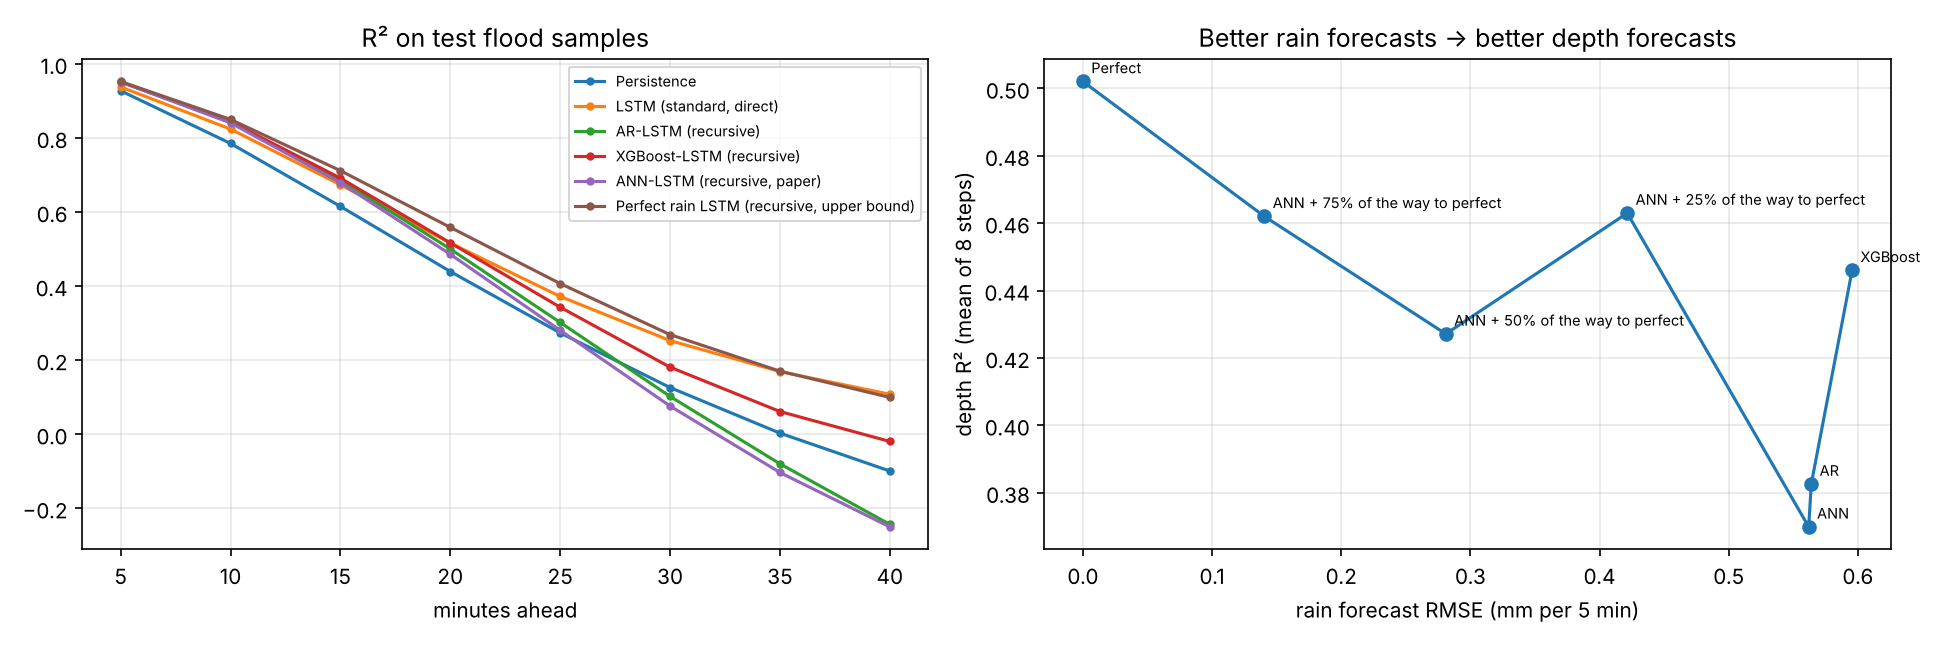 R² on test flood samples
1.0
0.8
0.6
0.4
0.2
0.0
−0.2
Persistence
LSTM (standard, direct)
AR-LSTM (recursive)
XGBoost-LSTM (recursive)
ANN-LSTM (recursive, paper)
Perfect rain LSTM (recursive, upper bound)
5 10 15 20 25 30 35 40
minutes ahead
Better rain forecasts → better depth forecasts
depth R² (mean of 8 steps)
0.50
0.48
0.46
0.44
0.42
0.40
0.38
Perfect
ANN + 75% of the way to perfect
ANN + 25% of the way to perfect
XGBoost
ANN + 50% of the way to perfect
AR
ANN
0.0 0.1 0.2 0.3 0.4 0.5 0.6
rain forecast RMSE (mm per 5 min)